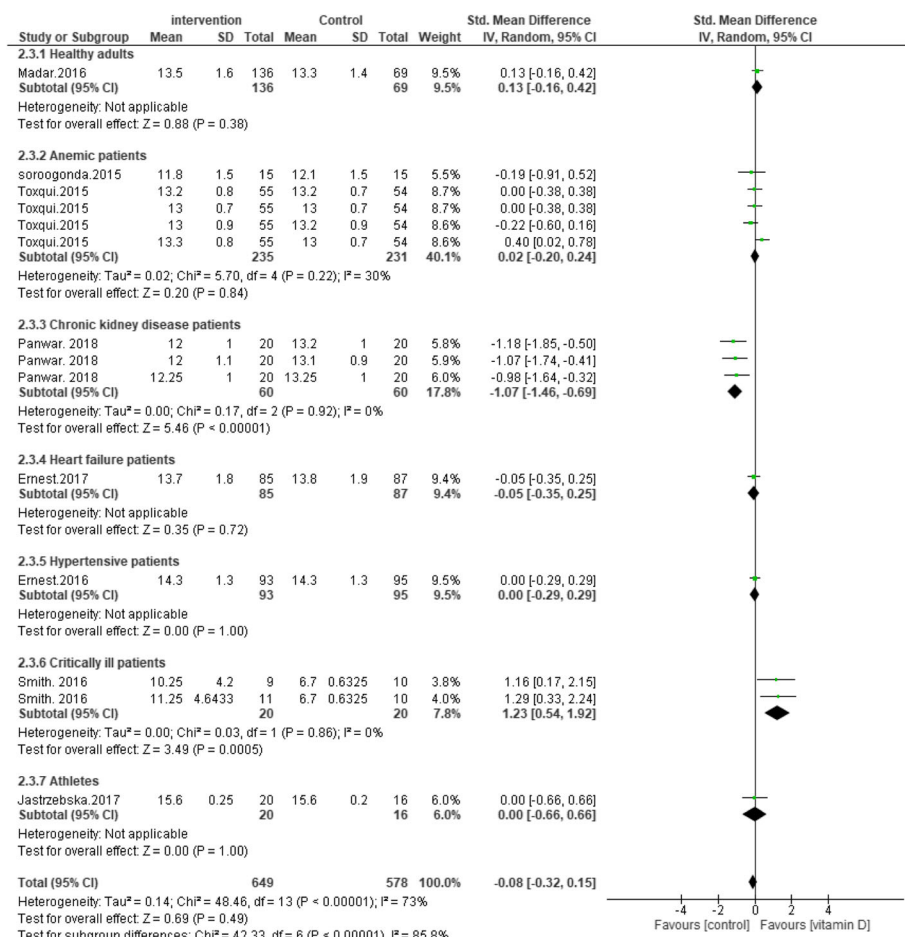 intervention Control Std. Mean Difference Std. Mean Difference
Study or Subgroup Mean SD Total Mean SD Total Weight IV, Random, 95% CI IV, Random, 95% CI
2.3.1 Healthy adults
Madar.2016 13.5 1.6 136 13.3 1.4 69 9.5% 0.13 [-0.16, 0.42]
Subtotal (95% CI) 136 69 9.5% 0.13 [-0.16, 0.42]
Heterogeneity: Not applicable
Test for overall effect: Z = 0.88 (P = 0.38)
2.3.2 Anemic patients
soroogonda.2015 11.8 1.5 15 12.1 1.5 15 5.5% -0.19 [-0.91, 0.52]
Toxqui.2015 13.2 0.8 55 13.2 0.7 54 8.7% 0.00 [-0.38, 0.38]
Toxqui.2015 13 0.7 55 13 0.7 54 8.7% 0.00 [-0.38, 0.38]
Toxqui.2015 13 0.9 55 13.2 0.9 54 8.6% -0.22 [-0.60, 0.16]
Toxqui.2015 13.3 0.8 55 13 0.7 54 8.6% 0.40 [0.02, 0.78]
Subtotal (95% CI) 235 231 40.1% 0.02 [-0.20, 0.24]
Heterogeneity: Tau² = 0.02; Chi² = 5.70, df = 4 (P = 0.22); I² = 30%
Test for overall effect: Z = 0.20 (P = 0.84)
2.3.3 Chronic kidney disease patients
Panwar. 2018 12 1 20 13.2 1 20 5.8% -1.18 [-1.85, -0.50]
Panwar. 2018 12 1.1 20 13.1 0.9 20 5.9% -1.07 [-1.74, -0.41]
Panwar. 2018 12.25 1 20 13.25 1 20 6.0% -0.98 [-1.64, -0.32]
Subtotal (95% CI) 60 60 17.8% -1.07 [-1.46, -0.69]
Heterogeneity: Tau² = 0.00; Chi² = 0.17, df = 2 (P = 0.92); I² = 0%
Test for overall effect: Z = 5.46 (P < 0.00001)
2.3.4 Heart failure patients
Ernest.2017 13.7 1.8 85 13.8 1.9 87 9.4% -0.05 [-0.35, 0.25]
Subtotal (95% CI) 85 87 9.4% -0.05 [-0.35, 0.25]
Heterogeneity: Not applicable
Test for overall effect: Z = 0.35 (P = 0.72)
2.3.5 Hypertensive patients
Ernest.2016 14.3 1.3 93 14.3 1.3 95 9.5% 0.00 [-0.29, 0.29]
Subtotal (95% CI) 93 95 9.5% 0.00 [-0.29, 0.29]
Heterogeneity: Not applicable
Test for overall effect: Z = 0.00 (P = 1.00)
2.3.6 Critically ill patients
Smith. 2016 10.25 4.2 9 6.7 0.6325 10 3.8% 1.16 [0.17, 2.15]
Smith. 2016 11.25 4.6433 11 6.7 0.6325 10 4.0% 1.29 [0.33, 2.24]
Subtotal (95% CI) 20 20 7.8% 1.23 [0.54, 1.92]
Heterogeneity: Tau² = 0.00; Chi² = 0.03, df = 1 (P = 0.86); I² = 0%
Test for overall effect: Z = 3.49 (P = 0.0005)
2.3.7 Athletes
Jastrzebska.2017 15.6 0.25 20 15.6 0.2 16 6.0% 0.00 [-0.66, 0.66]
Subtotal (95% CI) 20 16 6.0% 0.00 [-0.66, 0.66]
Heterogeneity: Not applicable
Test for overall effect: Z = 0.00 (P = 1.00)
Total (95% CI) 649 578 100.0% -0.08 [-0.32, 0.15]
Heterogeneity: Tau² = 0.14; Chi² = 48.46, df = 13 (P < 0.00001); I² = 73%
Test for overall effect: Z = 0.69 (P = 0.49)
Test for subgroup differences: Chi² = 42.33, df = 6 (P < 0.00001), I² = 85.8%
-4 -2 0 2 4
Favours [control] Favours [vitamin D]